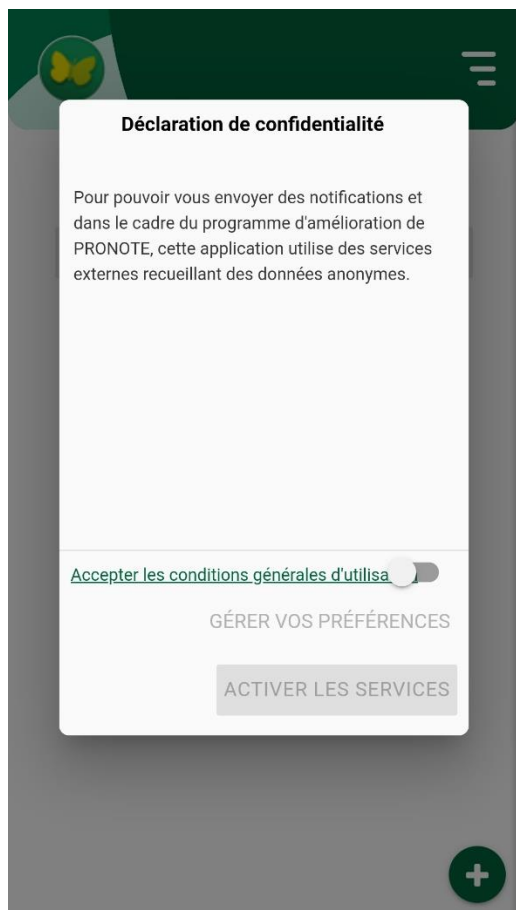 Déclaration de confidentialité
Pour pouvoir vous envoyer des notifications et
dans le cadre du programme d'amélioration de
PRONOTE, cette application utilise des services
externes recueillant des données anonymes.
Accepter les conditions générales d'utilisa
GÉRER VOS PRÉFÉRENCES
ACTIVER LES SERVICES